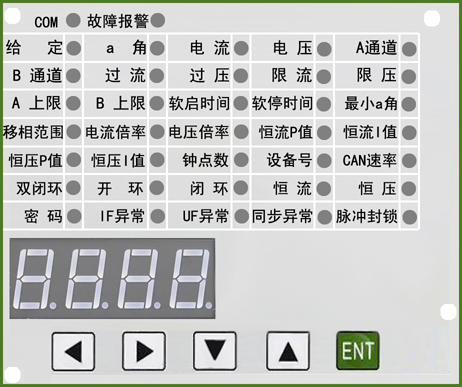 COM 故障报警
给 定 a 角 电 流 电 压 A通道
B 通道 过 流 过 压 限 流 限 压
A 上限 B 上限 软启时间 软停时间 最小a角
移相范围 电流倍率 电压倍率 恒流P值 恒流I值
恒压P值 恒压I值 钟点数 设备号 CAN速率
双闭环 开 环 闭 环 恒 流 恒 压
密 码 IF异常 UF异常 同步异常 脉冲封锁
8.8.8.8.
ENT